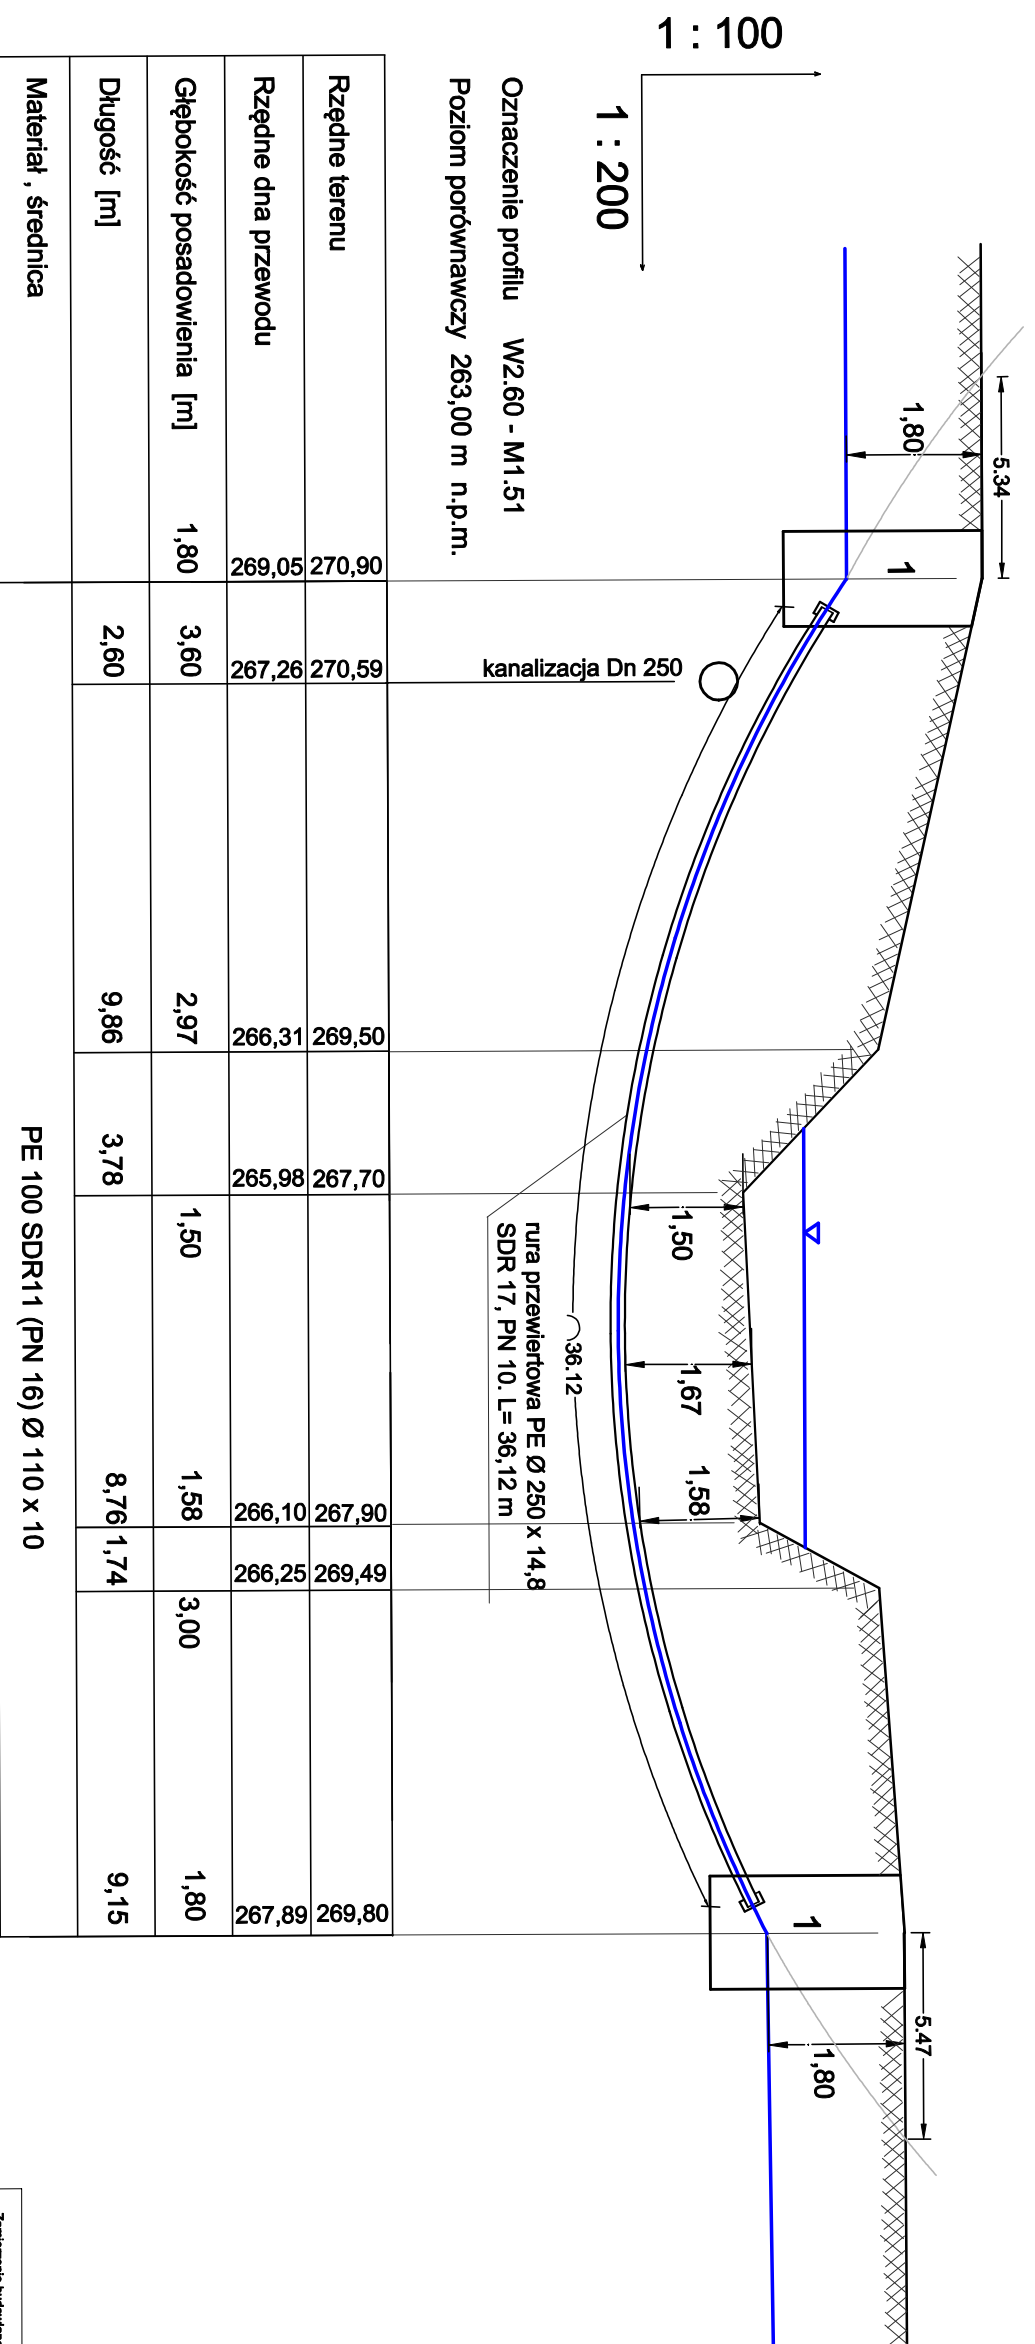 1 : 100
1 : 200
5.34
1,80
1
5.47
1,80
1
1,50
1,67
1,58
kanalizacja Dn 250
36.12
rura przewiertowa PE Ø 250 x 14,8
SDR 17, PN 10. L= 36,12 m
Oznaczenie profilu W2.60 - M1.51
Poziom porównawczy 263,00 m n.p.m.
Rzędne terenu 270,90 270,59 269,50 267,70 267,90 269,49 269,80
Rzędne dna przewodu 269,05 267,26 266,31 265,98 266,10 266,25 267,89
Głębokość posadowienia [m] 1,80 3,60 2,97 1,50 1,58 3,00 1,80
Długość [m] 2,60 9,86 3,78 8,76 1,74 9,15
Materiał , średnica PE 100 SDR11 (PN 16) Ø 110 x 10